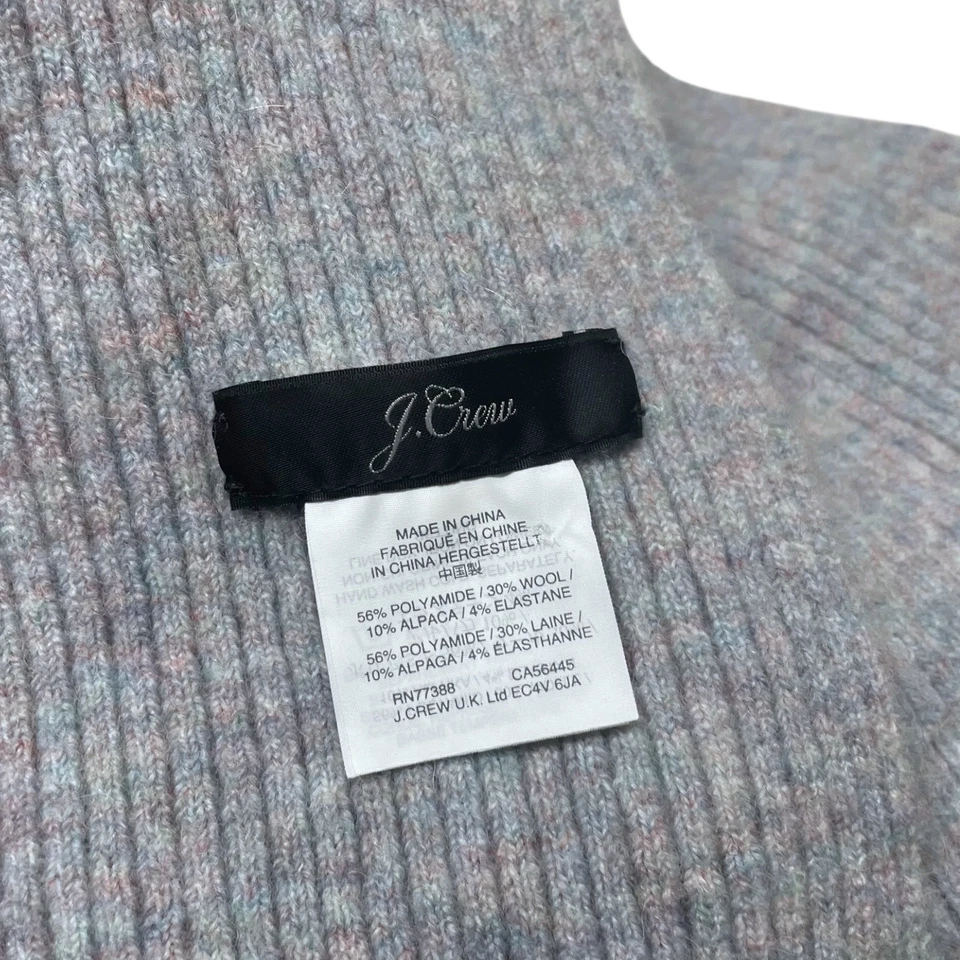 J.Crew
MADE IN CHINA
FABRIQUÉ EN CHINE
IN CHINA HERGESTELLT
中国製
56% POLYAMIDE / 30% WOOL /
10% ALPACA / 4% ELASTANE
56% POLYAMIDE / 30% LAINE /
10% ALPAGA / 4% ÉLASTHANNE
RN77388 CA56445
J.CREW U.K. Ltd EC4V 6JA